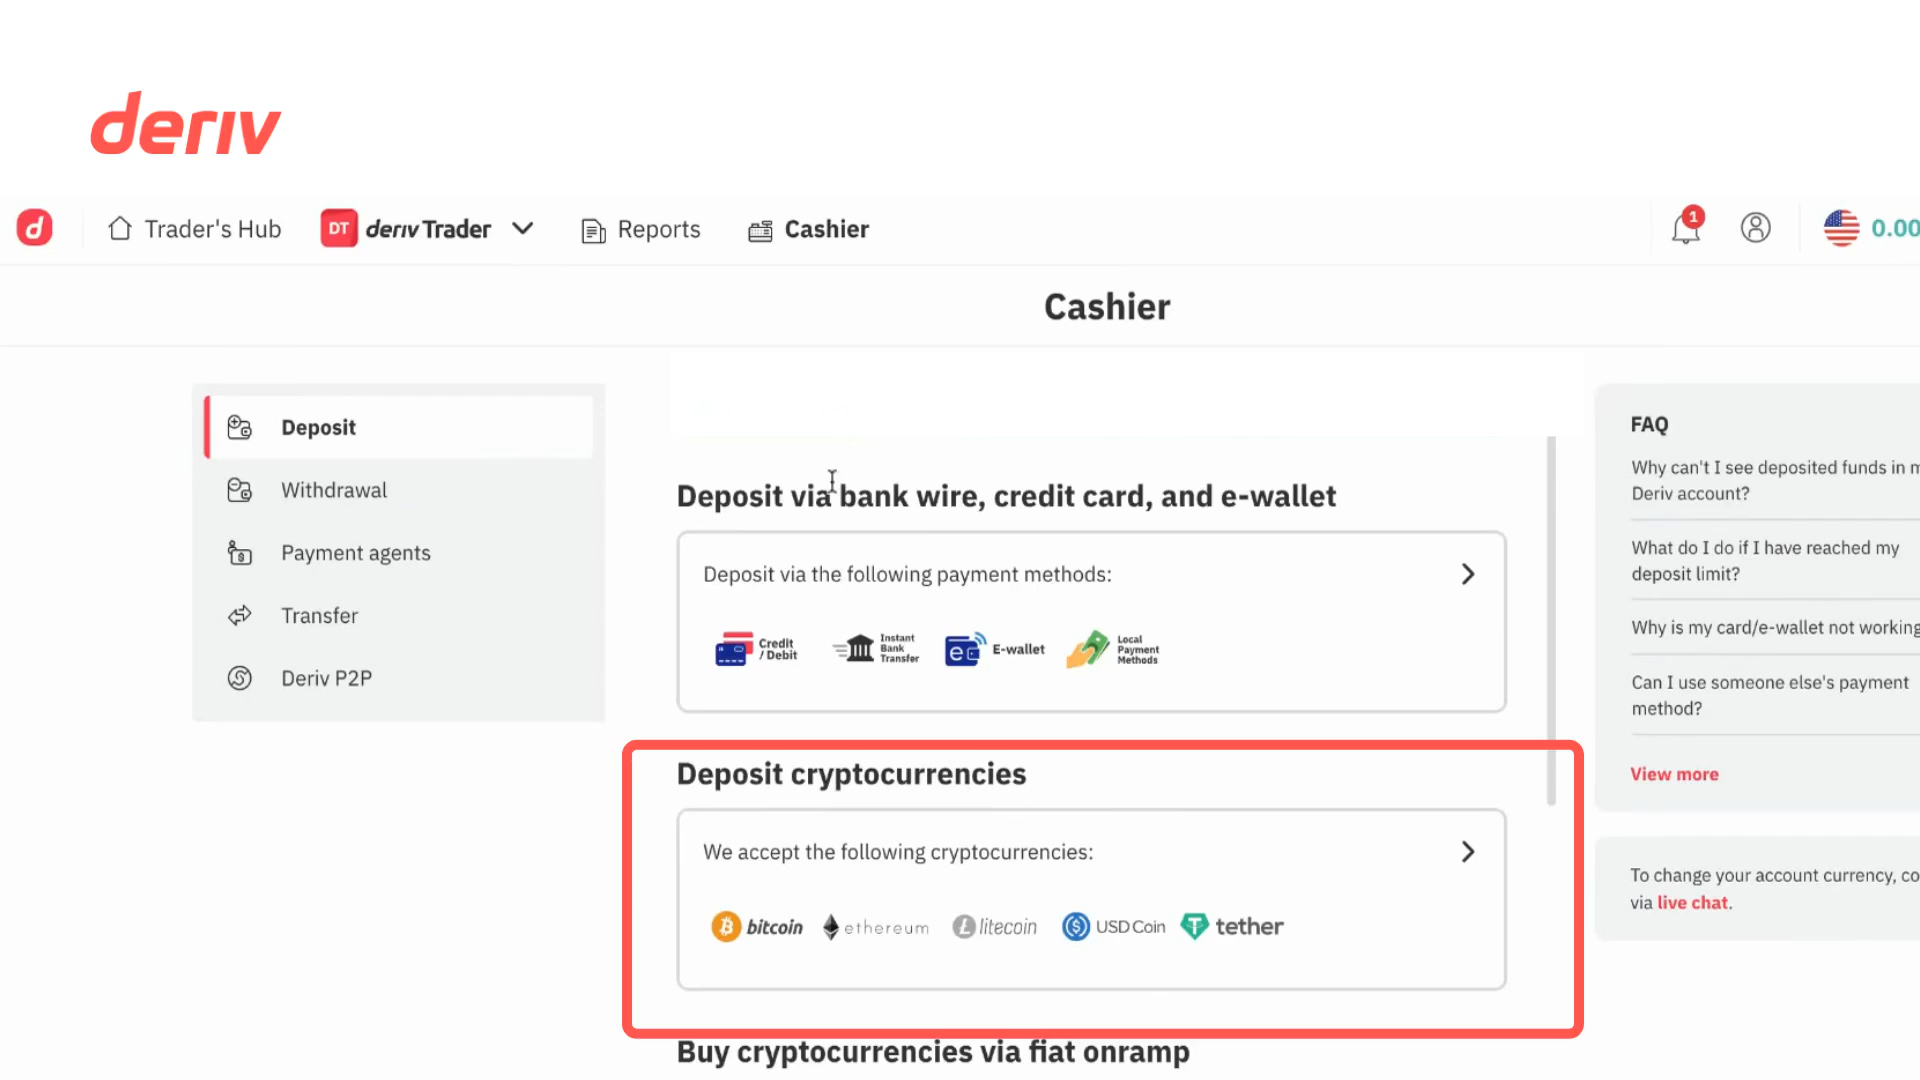 deriv
d
Trader's Hub
DT
deriv Trader
Reports
Cashier
1
0.00
Cashier
Deposit
Withdrawal
Payment agents
Transfer
Deriv P2P
Deposit via bank wire, credit card, and e-wallet
Deposit via the following payment methods:
Credit
/ Debit
Instant
Bank
Transfer
E-wallet
Local
Payment
Methods
Deposit cryptocurrencies
We accept the following cryptocurrencies:
bitcoin
ethereum
litecoin
USD Coin
tether
Buy cryptocurrencies via fiat onramp
FAQ
Why can't I see deposited funds in
Deriv account?
What do I do if I have reached my
deposit limit?
Why is my card/e-wallet not working
Can I use someone else's payment
method?
View more
To change your account currency, co
via live chat.